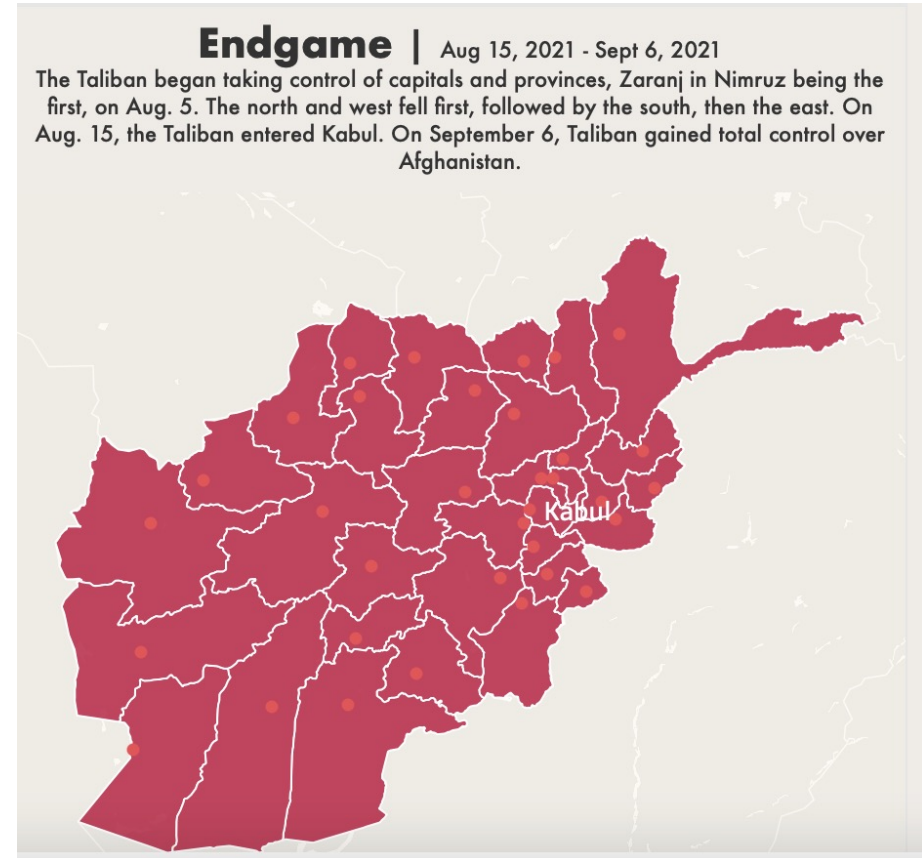 Endgame | Aug 15, 2021 - Sept 6, 2021
The Taliban began taking control of capitals and provinces, Zaranj in Nimruz being the
first, on Aug. 5. The north and west fell first, followed by the south, then the east. On
Aug. 15, the Taliban entered Kabul. On September 6, Taliban gained total control over
Afghanistan.
Kabul